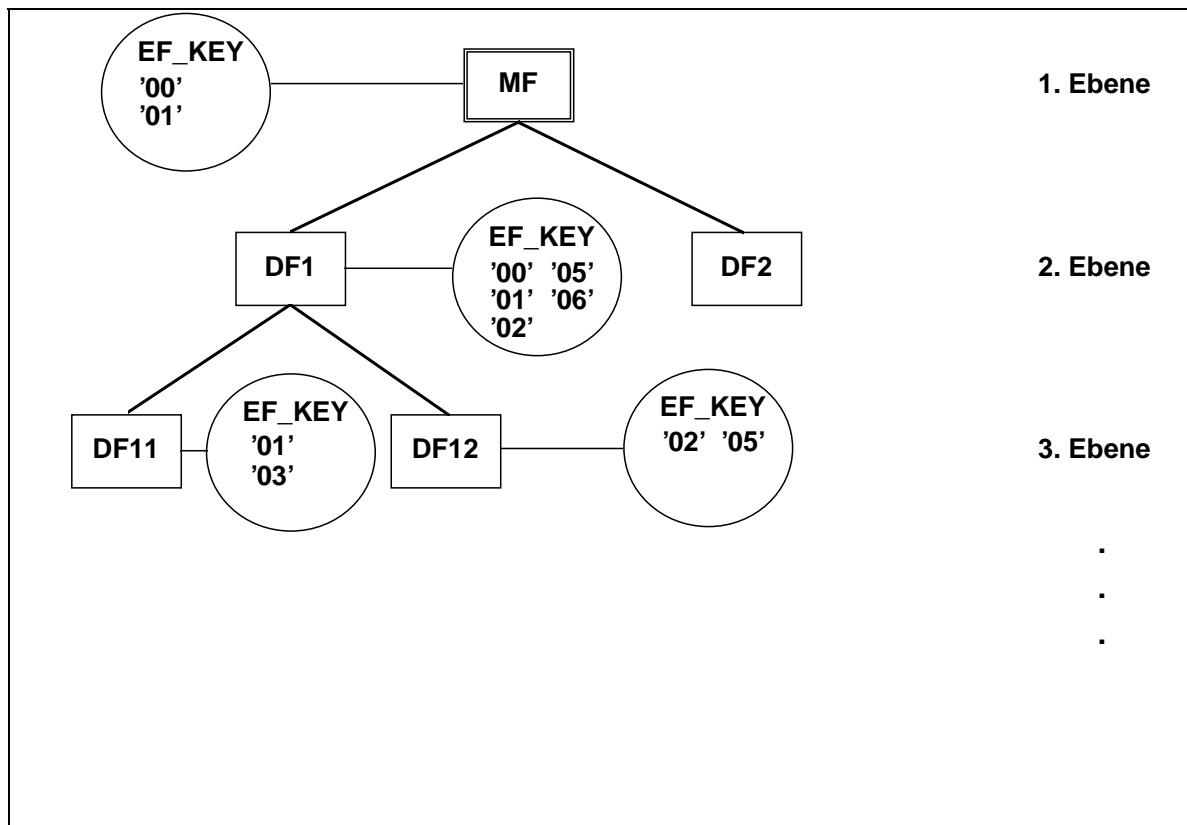 EF_KEY
’00’
’01’
MF
1. Ebene
DF1
EF_KEY
’00’ ’05’
’01’ ’06’
’02’
DF2
2. Ebene
DF11
EF_KEY
’01’
’03’
DF12
EF_KEY
’02’ ’05’
3. Ebene
.
.
.